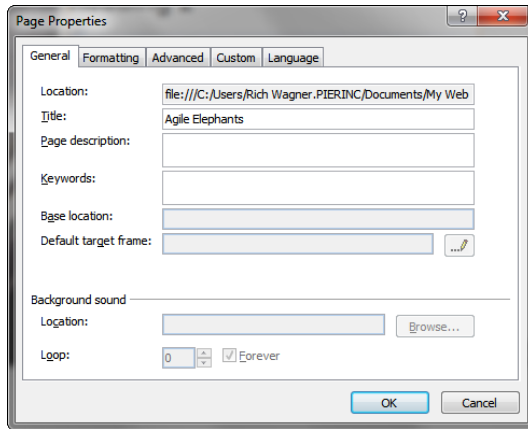 Page Properties
General Formatting Advanced Custom Language
Location: file:///C:/Users/Rich Wagner.PIERINC/Documents/My Web
Title: Agile Elephants
Page description:
Keywords:
Base location:
Default target frame: ...
Background sound
Location: Browse...
Loop: 0 Forever
OK Cancel